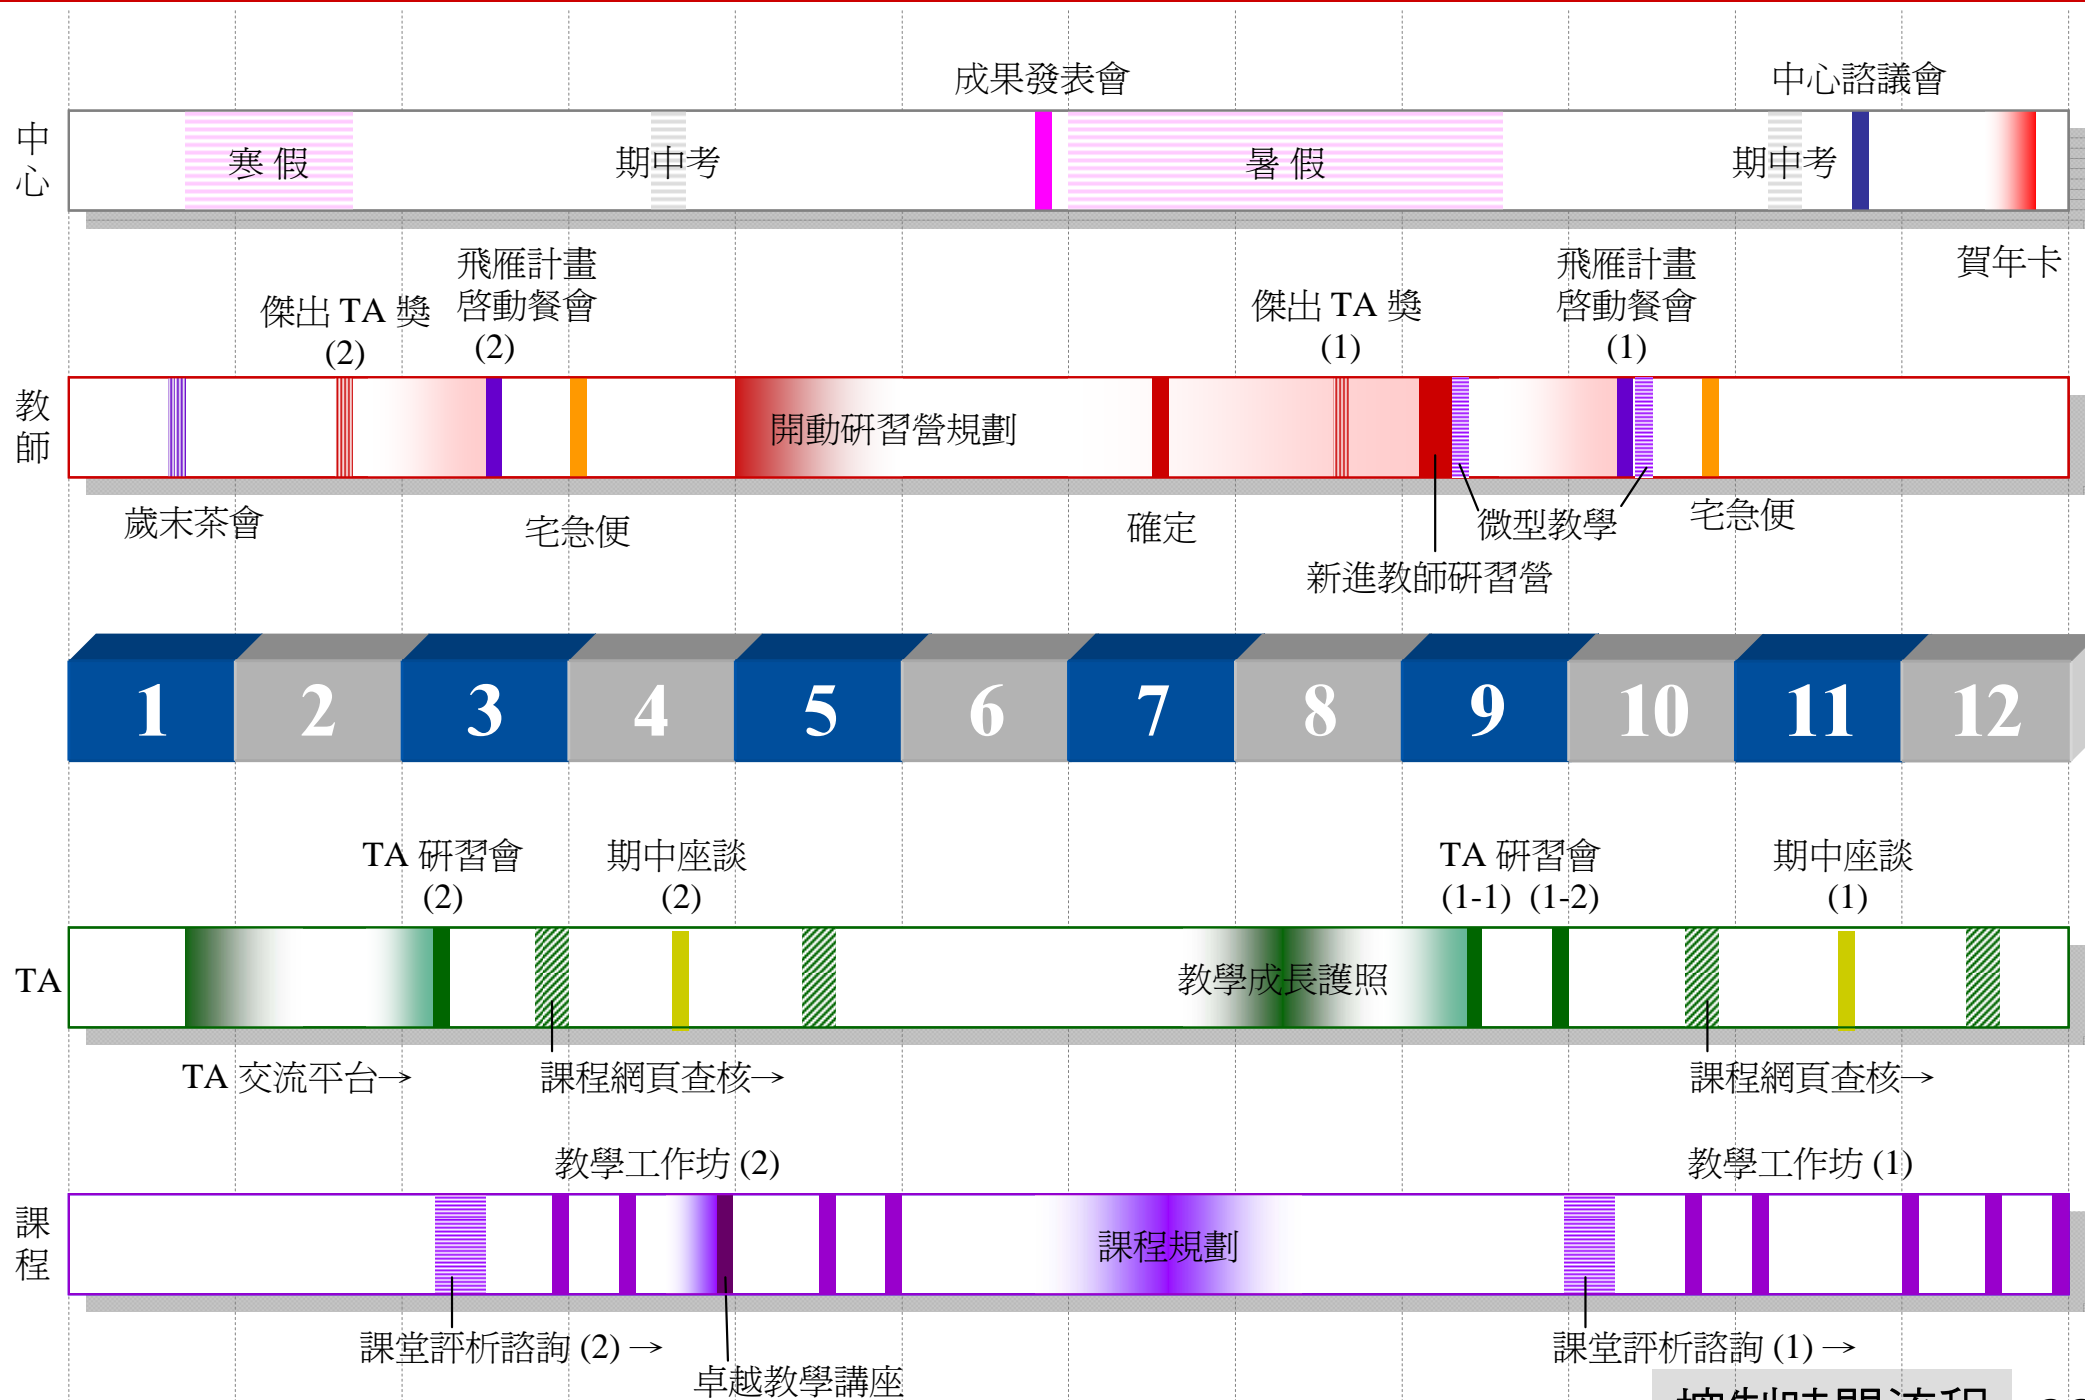 成果發表會
中心諮議會
中心
寒 假
期中考
暑 假
期中考
賀年卡
傑出 TA 獎
(2)
飛雁計畫
啓動餐會
(2)
傑出 TA 獎
(1)
飛雁計畫
啓動餐會
(1)
教師
開動研習營規劃
歲末茶會
宅急便
確定
微型教學
宅急便
新進教師研習營
1 2 3 4 5 6 7 8 9 10 11 12
TA 研習會
(2)
期中座談
(2)
TA 研習會
(1-1) (1-2)
期中座談
(1)
TA
教學成長護照
TA 交流平台→
課程網頁查核→
課程網頁查核→
教學工作坊 (2)
教學工作坊 (1)
課程
課程規劃
課堂評析諮詢 (2) →
課堂評析諮詢 (1) →
卓越教學講座